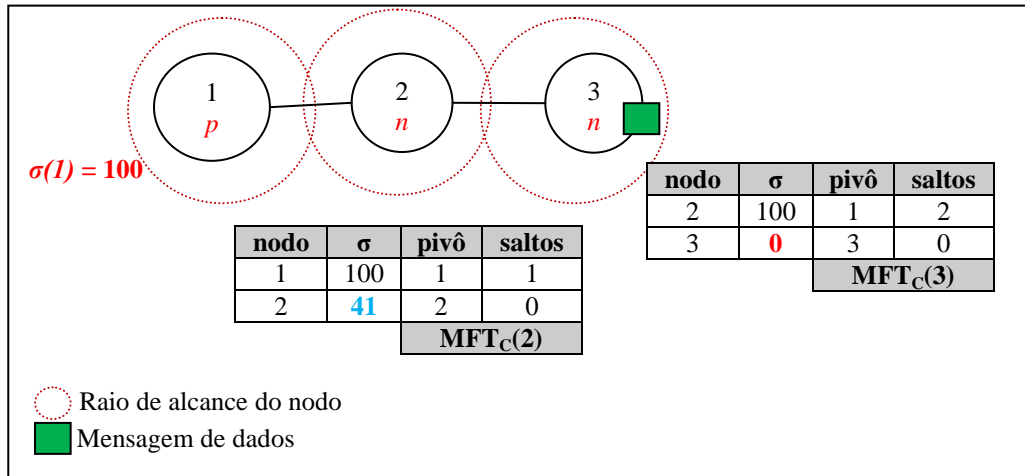 1
p
2
n
3
n
σ(1) = 100
nodo σ pivô saltos
2 100 1 2
3 0 3 0
MFTC(3)
nodo σ pivô saltos
1 100 1 1
2 41 2 0
MFTC(2)
Raio de alcance do nodo
Mensagem de dados